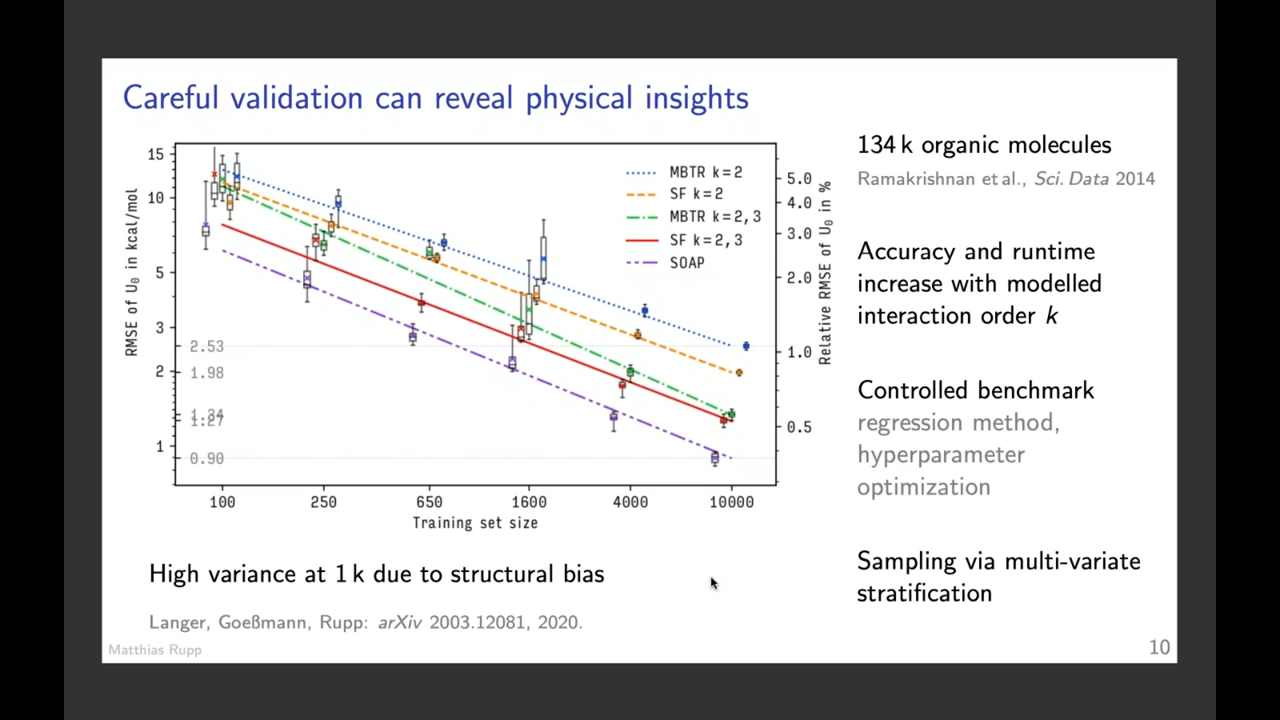 Careful validation can reveal physical insights
15
10
5
3
2
1
RMSE of U₀ in kcal/mol
2.53
1.98
1.34
1.27
0.90
MBTR k=2
SF k=2
MBTR k=2,3
SF k=2,3
SOAP
5.0
4.0
3.0
2.0
1.0
0.5
Relative RMSE of U₀ in %
100 250 650 1600 4000 10000
Training set size
High variance at 1 k due to structural bias
Langer, Goeßmann, Rupp: arXiv 2003.12081, 2020.
134 k organic molecules
Ramakrishnan et al., Sci. Data 2014
Accuracy and runtime
increase with modelled
interaction order k
Controlled benchmark
regression method,
hyperparameter
optimization
Sampling via multi-variate
stratification
Matthias Rupp
10